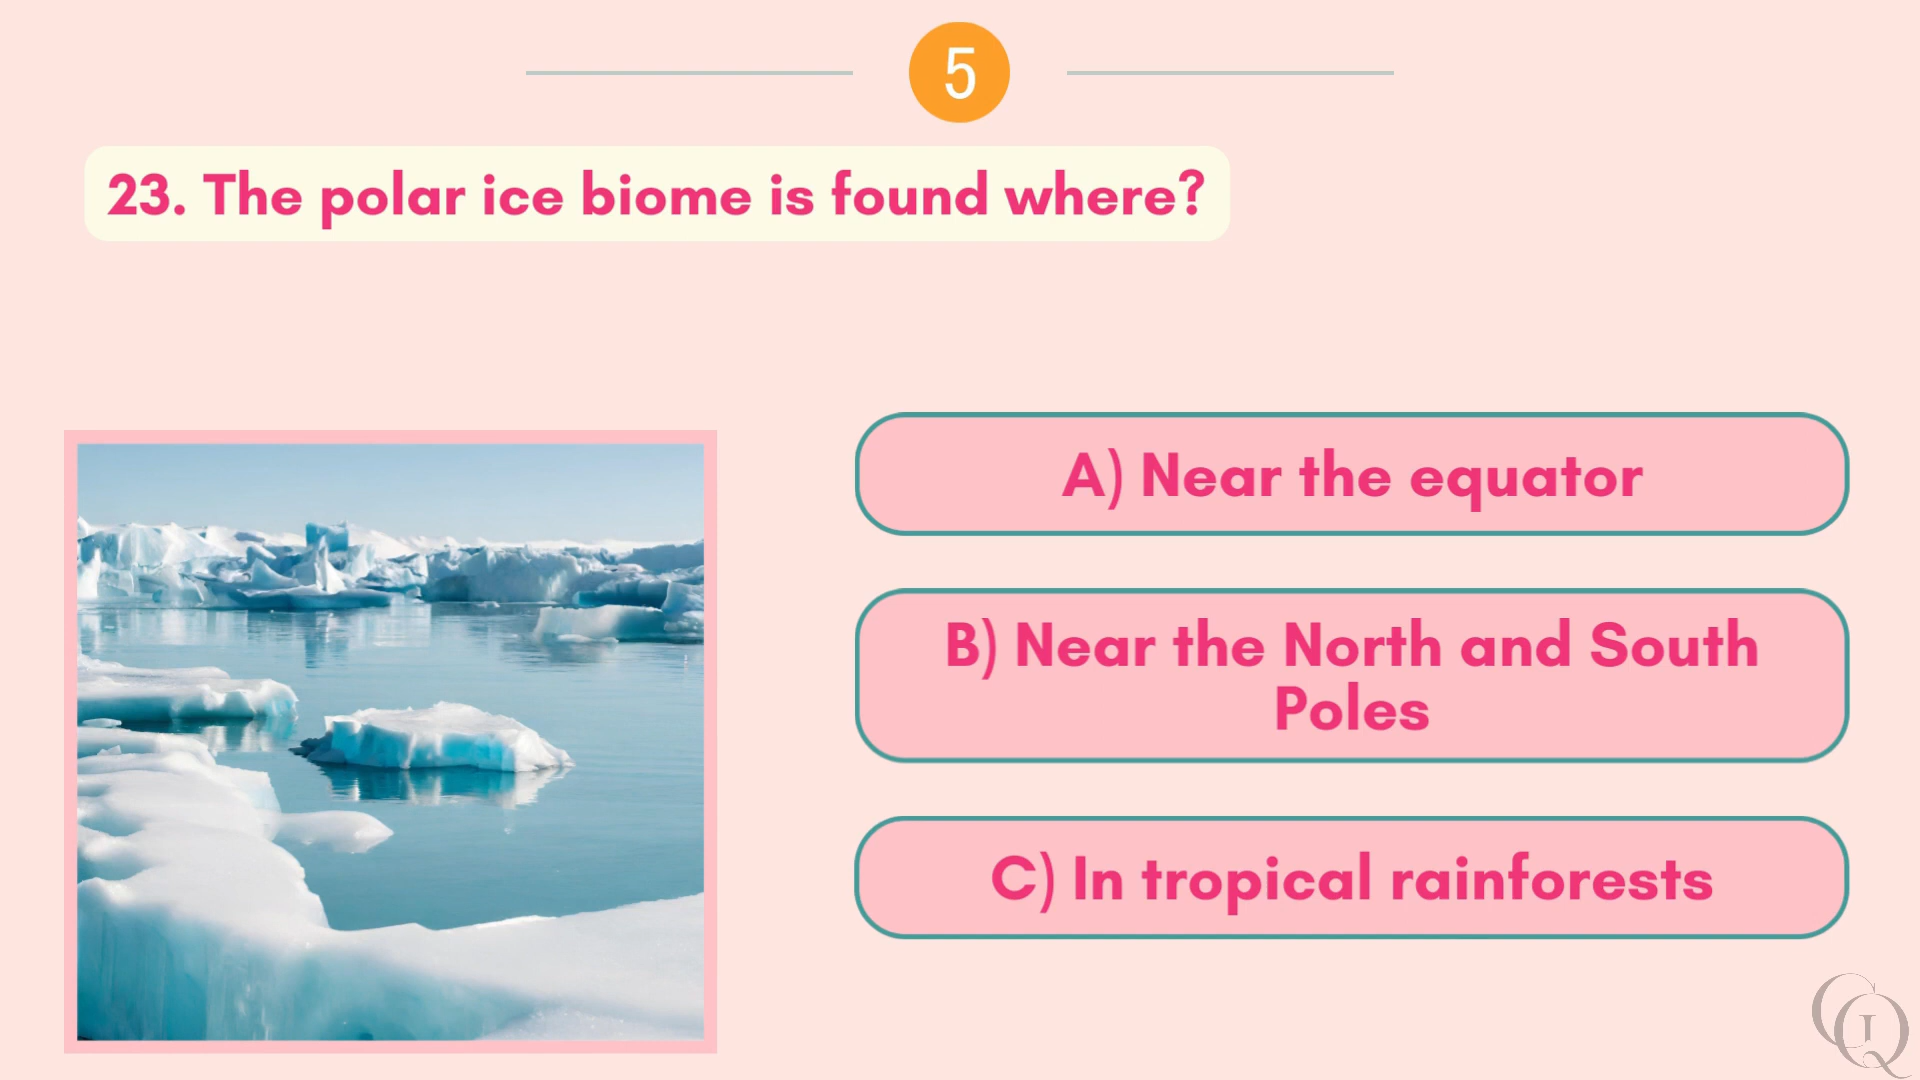 5
23. The polar ice biome is found where?
A) Near the equator
B) Near the North and South
Poles
C) In tropical rainforests